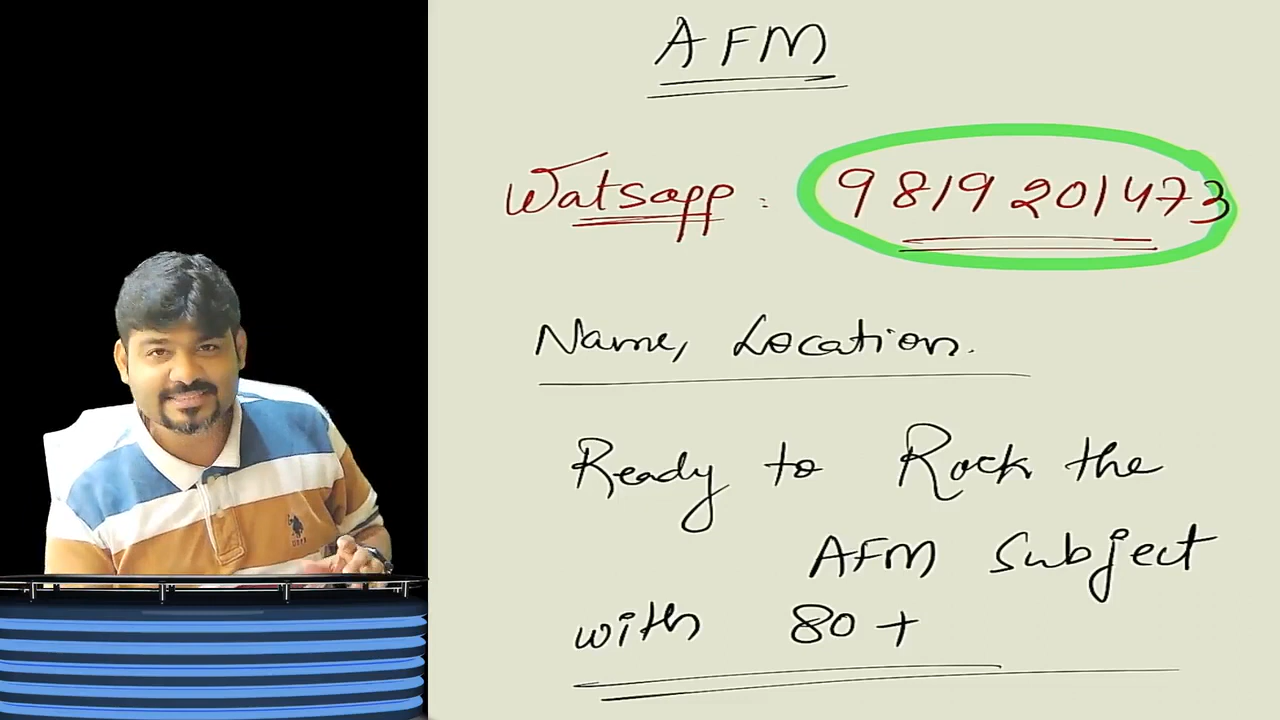 AFM
Watsapp : 9819201473
Name, Location.
Ready to Rock the
AFM Subject
with 80+